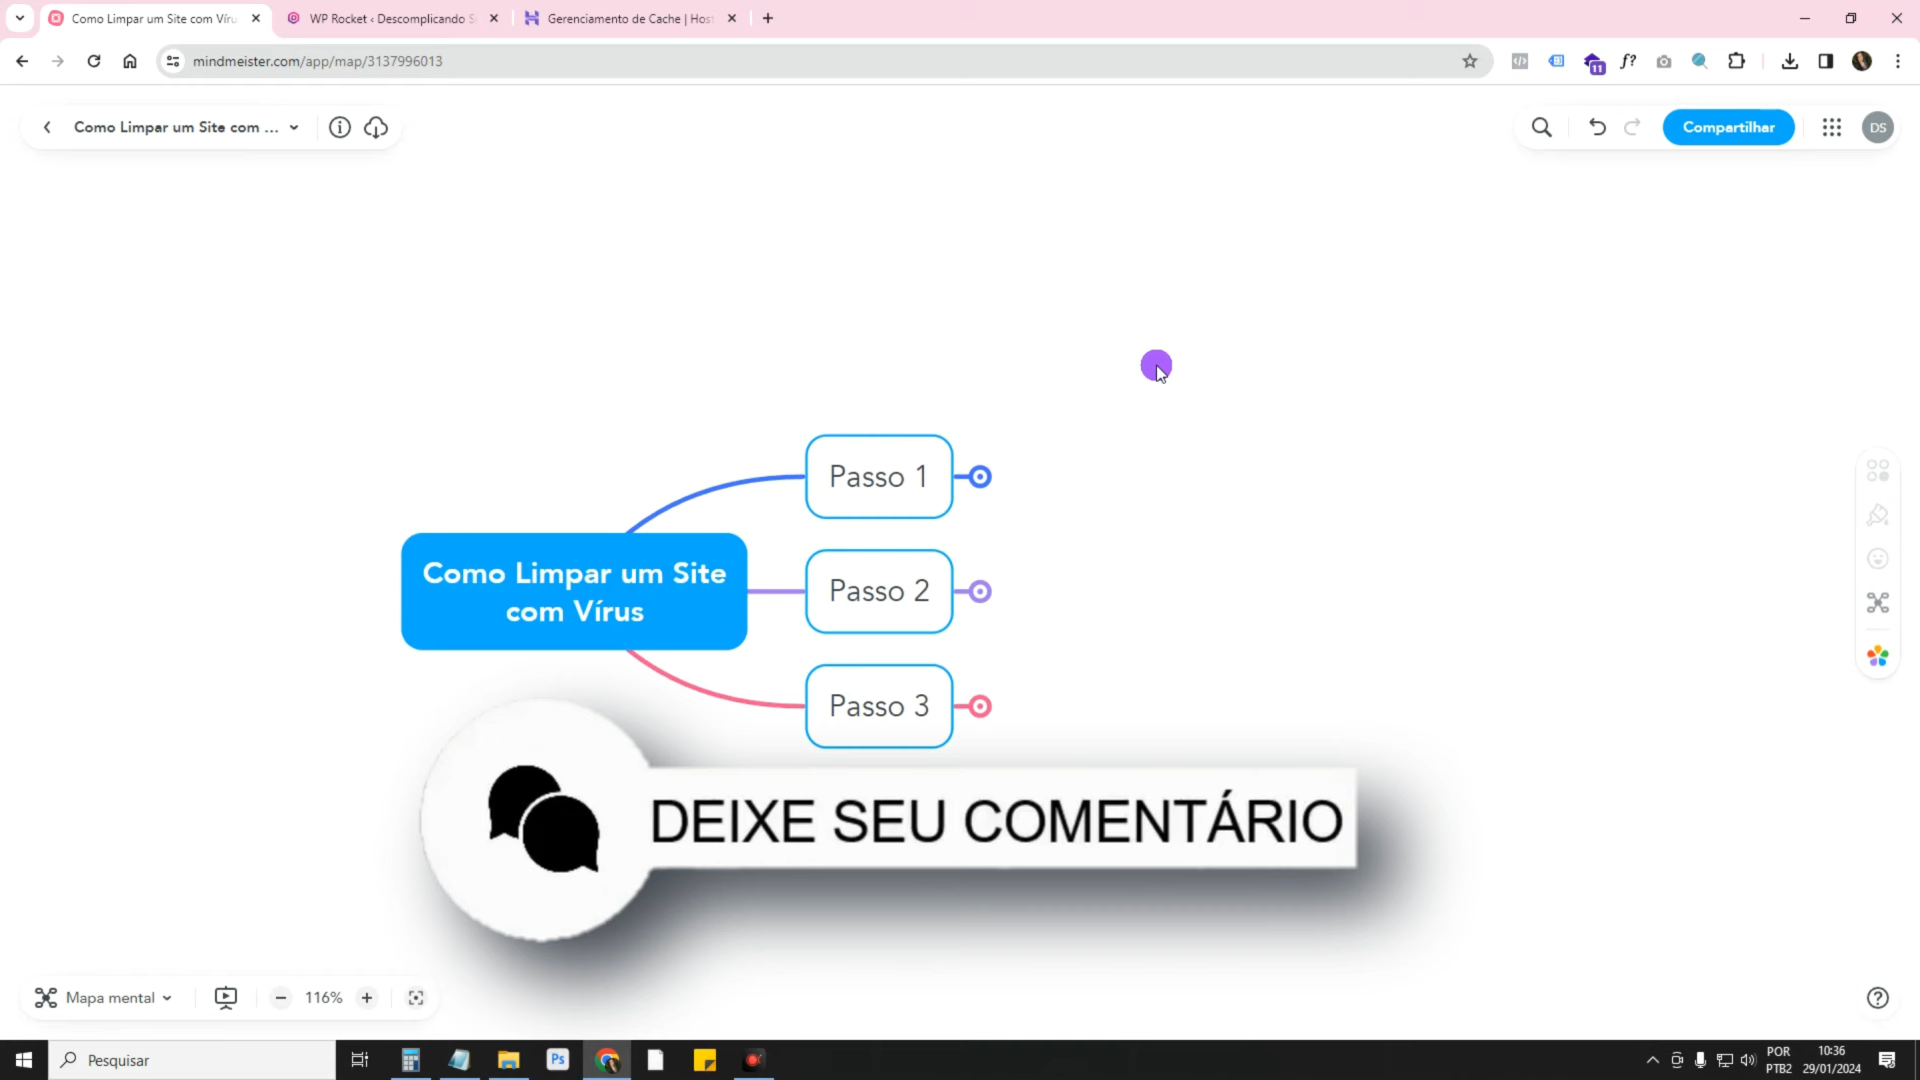 Como Limpar um Site com Víru
WP Rocket ‹ Descomplicando S
Gerenciamento de Cache | Host
mindmeister.com/app/map/3137996013
11
f?
Como Limpar um Site com ...
Compartilhar
DS
Passo 1
Como Limpar um Site
com Vírus
Passo 2
Passo 3
DEIXE SEU COMENTÁRIO
Mapa mental
116%
Pesquisar
Ps
POR
PTB2
10:36
29/01/2024